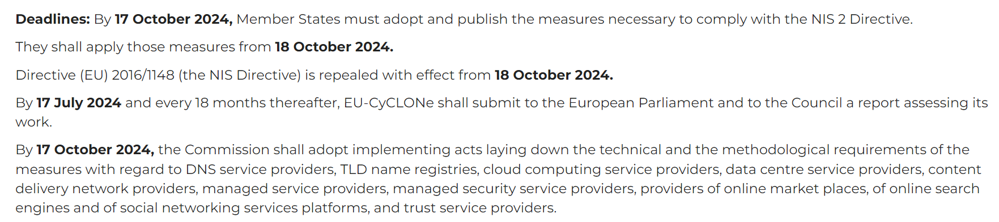 Deadlines: By 17 October 2024, Member States must adopt and publish the measures necessary to comply with the NIS 2 Directive.
They shall apply those measures from 18 October 2024.
Directive (EU) 2016/1148 (the NIS Directive) is repealed with effect from 18 October 2024.
By 17 July 2024 and every 18 months thereafter, EU-CyCLONe shall submit to the European Parliament and to the Council a report assessing its
work.
By 17 October 2024, the Commission shall adopt implementing acts laying down the technical and the methodological requirements of the
measures with regard to DNS service providers, TLD name registries, cloud computing service providers, data centre service providers, content
delivery network providers, managed service providers, managed security service providers, providers of online market places, of online search
engines and of social networking services platforms, and trust service providers.